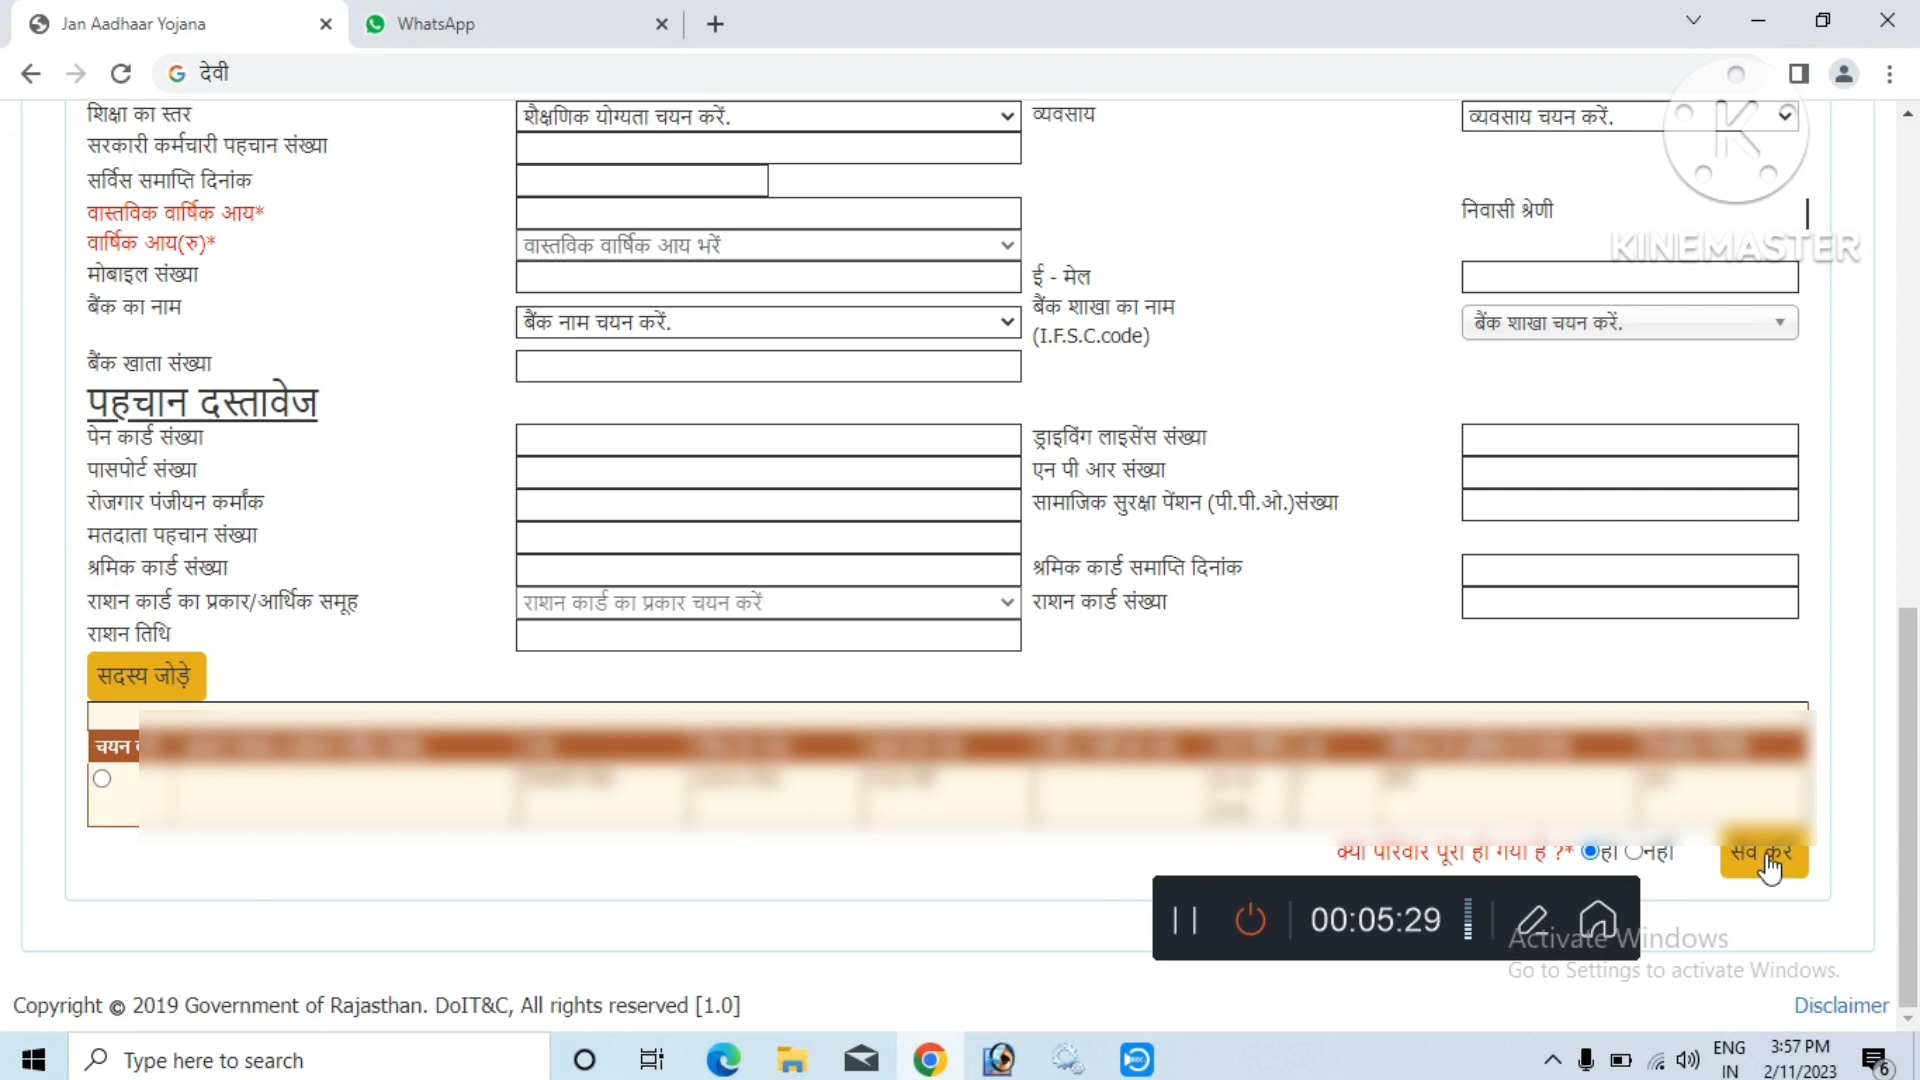 Jan Aadhaar Yojana WhatsApp
देवी
शिक्षा का स्तर शैक्षणिक योग्यता चयन करें. व्यवसाय व्यवसाय चयन करें.
सरकारी कर्मचारी पहचान संख्या
सर्विस समाप्ति दिनांक
वास्तविक वार्षिक आय* निवासी श्रेणी
वार्षिक आय(रु)* वास्तविक वार्षिक आय भरें
KINEMASTER
मोबाइल संख्या ई - मेल
बैंक का नाम बैंक नाम चयन करें. बैंक शाखा का नाम बैंक शाखा चयन करें.
(I.F.S.C.code)
बैंक खाता संख्या
पहचान दस्तावेज
पेन कार्ड संख्या ड्राइविंग लाइसेंस संख्या
पासपोर्ट संख्या एन पी आर संख्या
रोजगार पंजीयन कर्मांक सामाजिक सुरक्षा पेंशन (पी.पी.ओ.)संख्या
मतदाता पहचान संख्या
श्रमिक कार्ड संख्या श्रमिक कार्ड समाप्ति दिनांक
राशन कार्ड का प्रकार/आर्थिक समूह राशन कार्ड का प्रकार चयन करें राशन कार्ड संख्या
राशन तिथि
सदस्य जोड़े
चयन
क्या परिवार पूरा हो गया है ?* हाँ नहीं सेव करें
00:05:29
Activate Windows
Go to Settings to activate Windows.
Copyright © 2019 Government of Rajasthan. DoIT&C, All rights reserved [1.0] Disclaimer
Type here to search ENG 3:57 PM
IN 2/11/2023 6